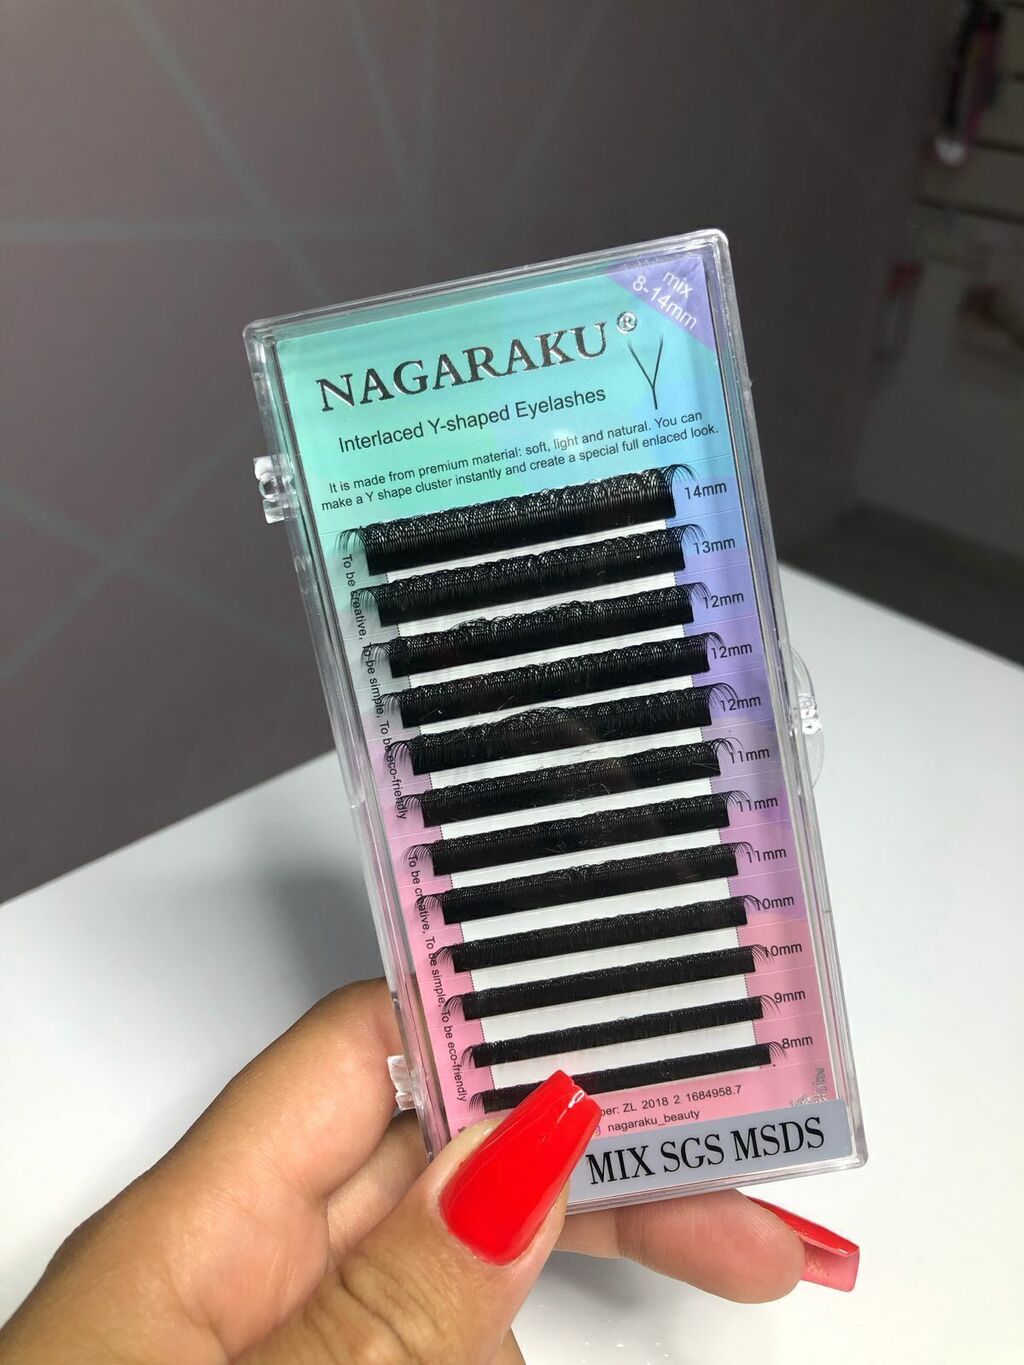 mix
8-14mm
NAGARAKU®
Interlaced Y-shaped Eyelashes
It is made from premium material: soft, light and natural. You can
make a Y shape cluster instantly and create a special full enlaced look.
14mm
13mm
12mm
12mm
12mm
11mm
11mm
11mm
10mm
10mm
9mm
8mm
To be creative, To be simple, To be eco-friendly
To be creative, To be simple, To be eco-friendly
ber: ZL 2018 2 1684958.7
nagaraku_beauty
MIX SGS MSDS